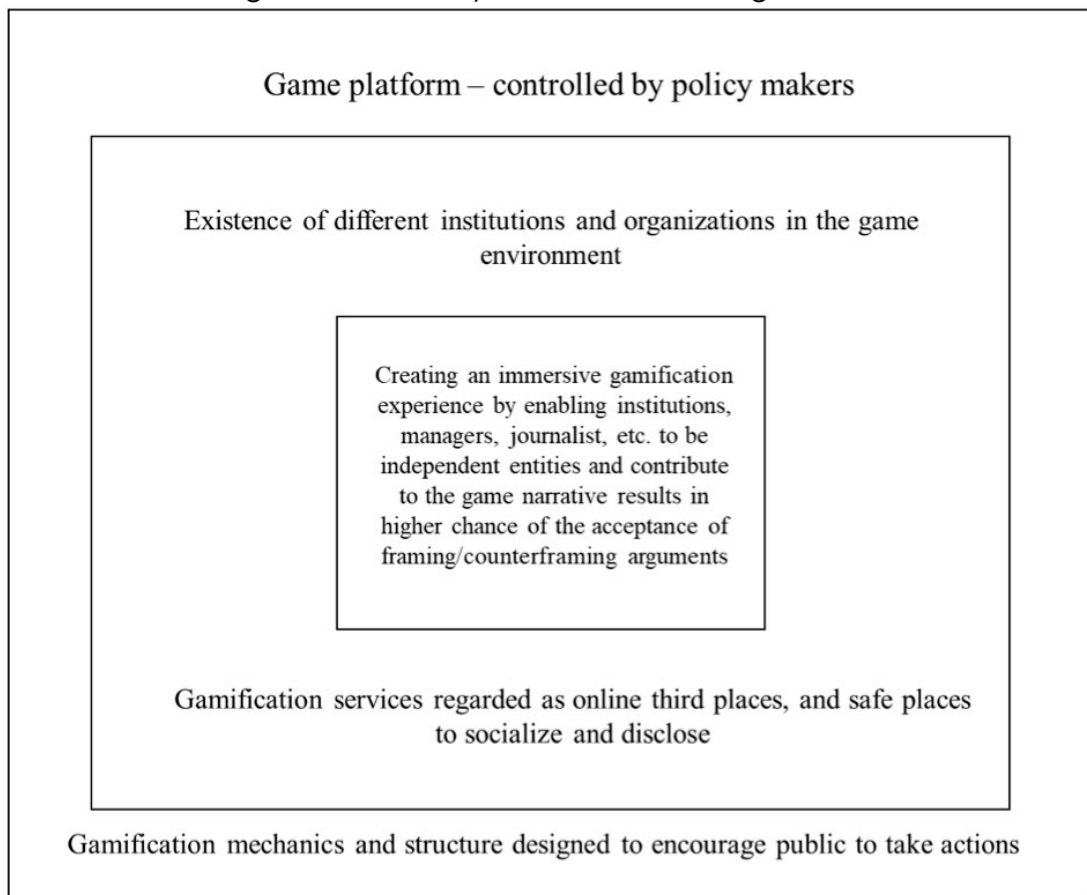 Game platform – controlled by policy makers
Existence of different institutions and organizations in the game
environment
Creating an immersive gamification
experience by enabling institutions,
managers, journalist, etc. to be
independent entities and contribute
to the game narrative results in
higher chance of the acceptance of
framing/counterframing arguments
Gamification services regarded as online third places, and safe places
to socialize and disclose
Gamification mechanics and structure designed to encourage public to take actions